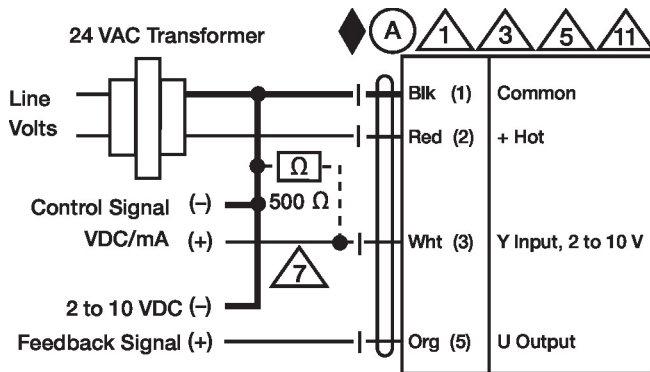 24 VAC Transformer
A 1 3 5 11
Line
Volts
Blk (1) Common
Red (2) + Hot
Ω
500 Ω
Control Signal (-)
VDC/mA (+)
Wht (3) Y Input, 2 to 10 V
7
2 to 10 VDC (-)
Feedback Signal (+)
Org (5) U Output